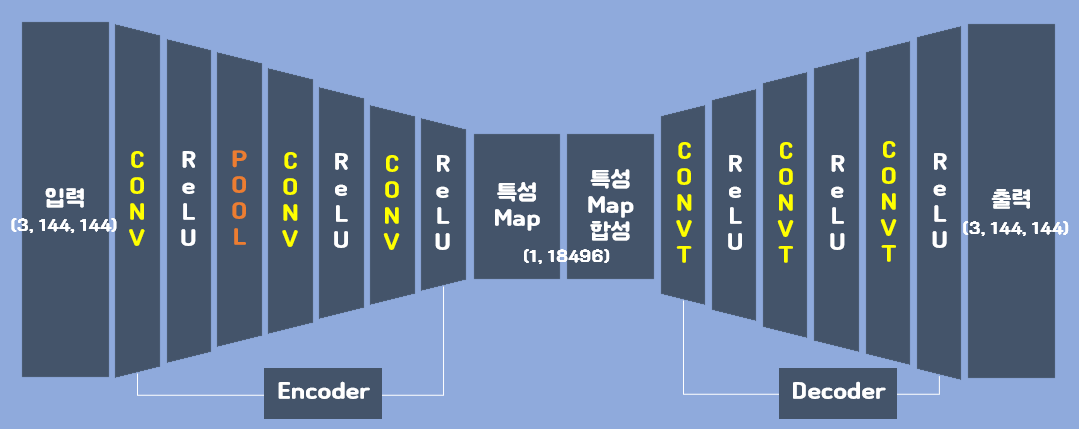 입력
(3, 144, 144)
CONV
ReLU
POOL
CONV
ReLU
CONV
ReLU
특성
Map
특성
Map
합성
(1, 18496)
CONVT
ReLU
CONVT
ReLU
CONVT
ReLU
출력
(3, 144, 144)
Encoder
Decoder